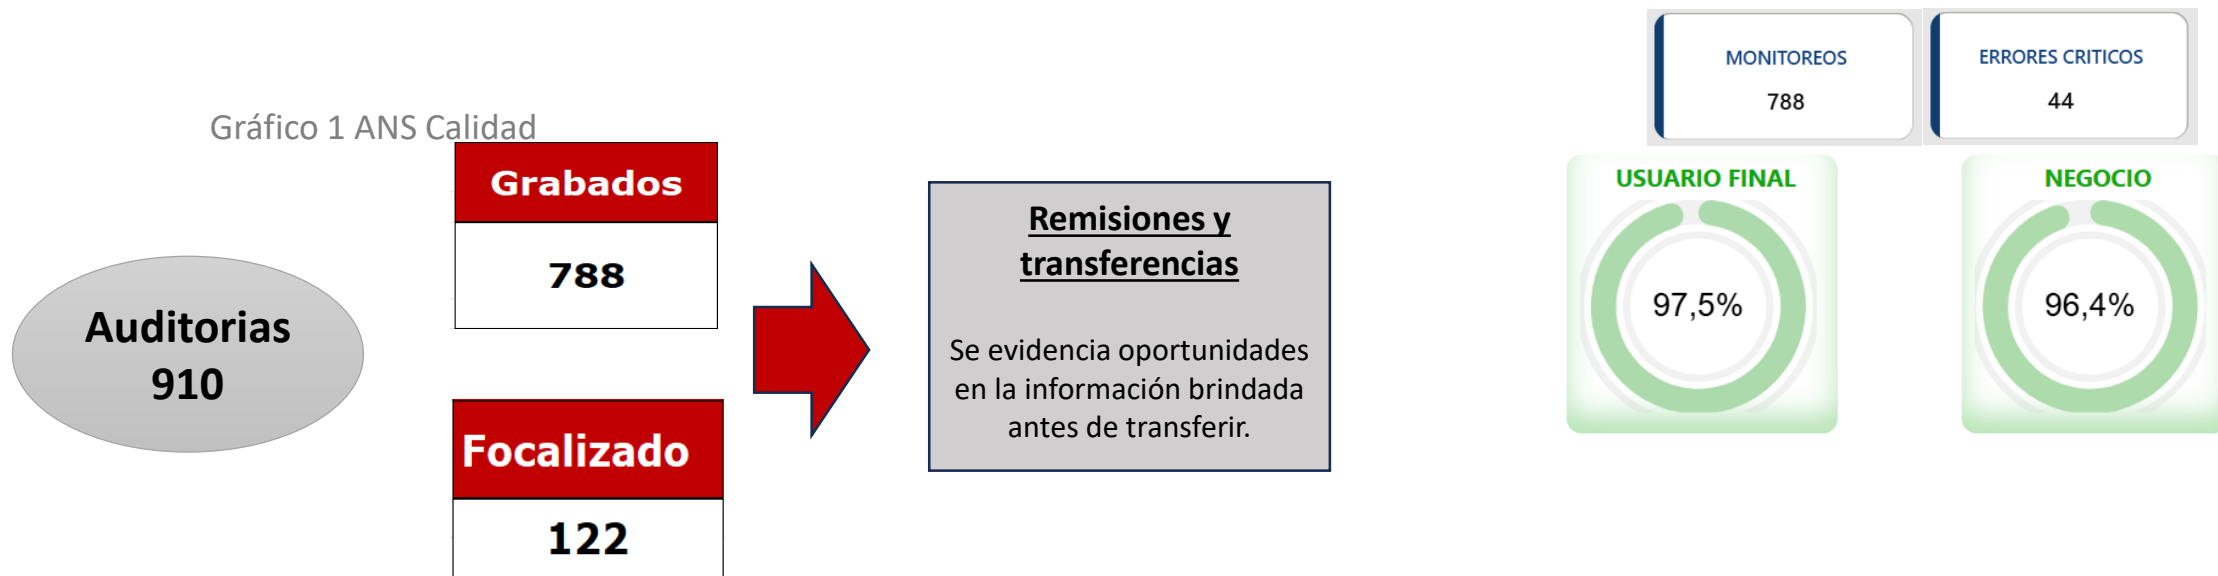 Gráfico 1 ANS Calidad
Auditorias
910
Grabados
788
Focalizado
122
Remisiones y
transferencias
Se evidencia oportunidades
en la información brindada
antes de transferir.
MONITOREOS
788
ERRORES CRITICOS
44
USUARIO FINAL
97,5%
NEGOCIO
96,4%